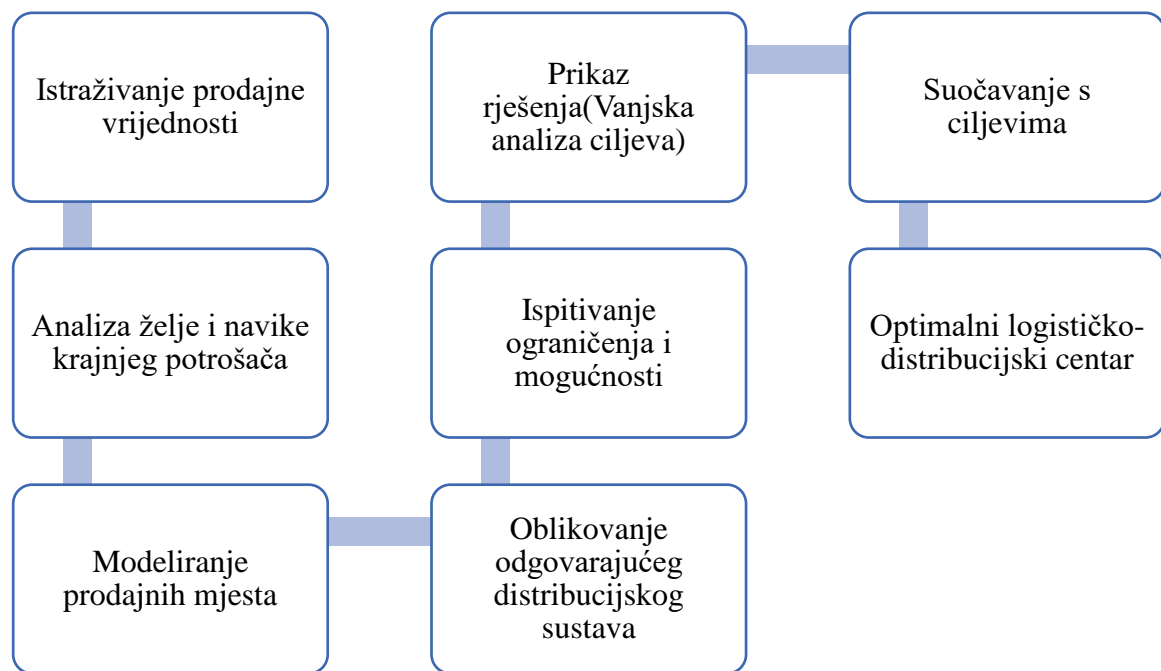 Istraživanje prodajne
vrijednosti
Analiza želje i navike
krajnjeg potrošača
Modeliranje
prodajnih mjesta
Oblikovanje
odgovarajućeg
distribucijskog
sustava
Ispitivanje
ograničenja i
mogućnosti
Prikaz
rješenja(Vanjska
analiza ciljeva)
Suočavanje s
ciljevima
Optimalni logističko-
distribucijski centar